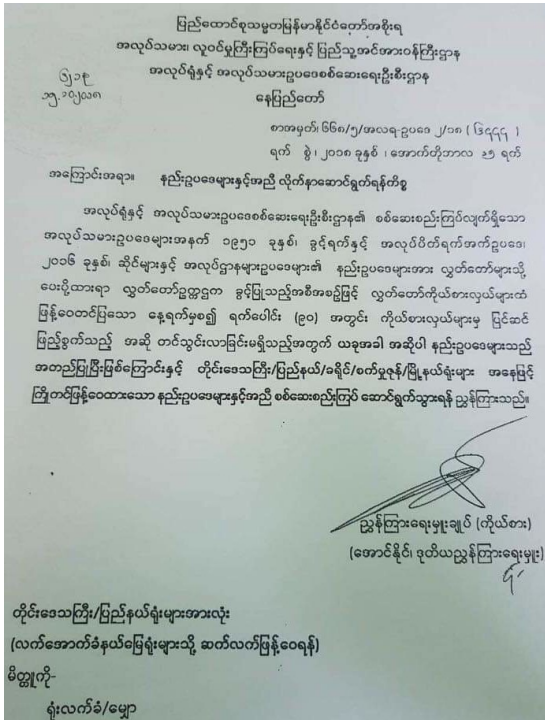 ပြည်ထောင်စုသမ္မတမြန်မာနိုင်ငံတော်အစိုးရ
အလုပ်သမား၊ လူဝင်မှုကြီးကြပ်ရေးနှင့် ပြည်သူ့အင်အားဝန်ကြီးဌာန
အလုပ်ရုံနှင့် အလုပ်သမားဥပဒေစစ်ဆေးရေးဦးစီးဌာန
နေပြည်တော်
စာအမှတ်၊ ၆၆၈/၅/အလရ-ဥပဒေ ၂/၁၈ ( ၆၄၄၄ )
ရက် စွဲ ၊ ၂၀၁၈ ခုနှစ် ၊ အောက်တိုဘာလ ၁၅ ရက်
အကြောင်းအရာ။ နည်းဥပဒေများနှင့်အညီ လိုက်နာဆောင်ရွက်ရန်ကိစ္စ
အလုပ်ရုံနှင့် အလုပ်သမားဥပဒေစစ်ဆေးရေးဦးစီးဌာန၏ စစ်ဆေးစည်းကြပ်လျက်ရှိသော
အလုပ်သမားဥပဒေများအနက် ၁၉၅၁ ခုနှစ်၊ ခွင့်ရက်နှင့် အလုပ်ပိတ်ရက်အက်ဥပဒေ၊
၂၀၁၆ ခုနှစ်၊ ဆိုင်များနှင့် အလုပ်ဌာနများဥပဒေများ၏ နည်းဥပဒေများအား လွှတ်တော်များသို့
ပေးပို့ထားရာ လွှတ်တော်ဥက္ကဋ္ဌက ခွင့်ပြုသည့်အစီအစဉ်ဖြင့် လွှတ်တော်ကိုယ်စားလှယ်များထံ
ဖြန့်ဝေတင်ပြသော နေ့ရက်မှစ၍ ရက်ပေါင်း (၉၀) အတွင်း ကိုယ်စားလှယ်များမှ ပြင်ဆင်
ဖြည့်စွက်သည့် အဆို တင်သွင်းလာခြင်းမရှိသည့်အတွက် ယခုအခါ အဆိုပါ နည်းဥပဒေများသည်
အတည်ပြုပြီးဖြစ်ကြောင်းနှင့် တိုင်းဒေသကြီး/ပြည်နယ်/ခရိုင်/စက်မှုဇုန်/မြို့နယ်ရုံးများ အနေဖြင့်
ကြိုတင်ဖြန့်ဝေထားသော နည်းဥပဒေများနှင့်အညီ စစ်ဆေးစည်းကြပ် ဆောင်ရွက်သွားရန် ညွှန်ကြားသည်။
ညွှန်ကြားရေးမှူးချုပ် (ကိုယ်စား)
(အောင်နိုင်၊ ဒုတိယညွှန်ကြားရေးမှူး)
တိုင်းဒေသကြီး/ပြည်နယ်ရုံးများအားလုံး
(လက်အောက်ခံနယ်မြေရုံးများသို့ ဆက်လက်ဖြန့်ဝေရန်)
မိတ္တူကို-
ရုံးလက်ခံ/မျှော